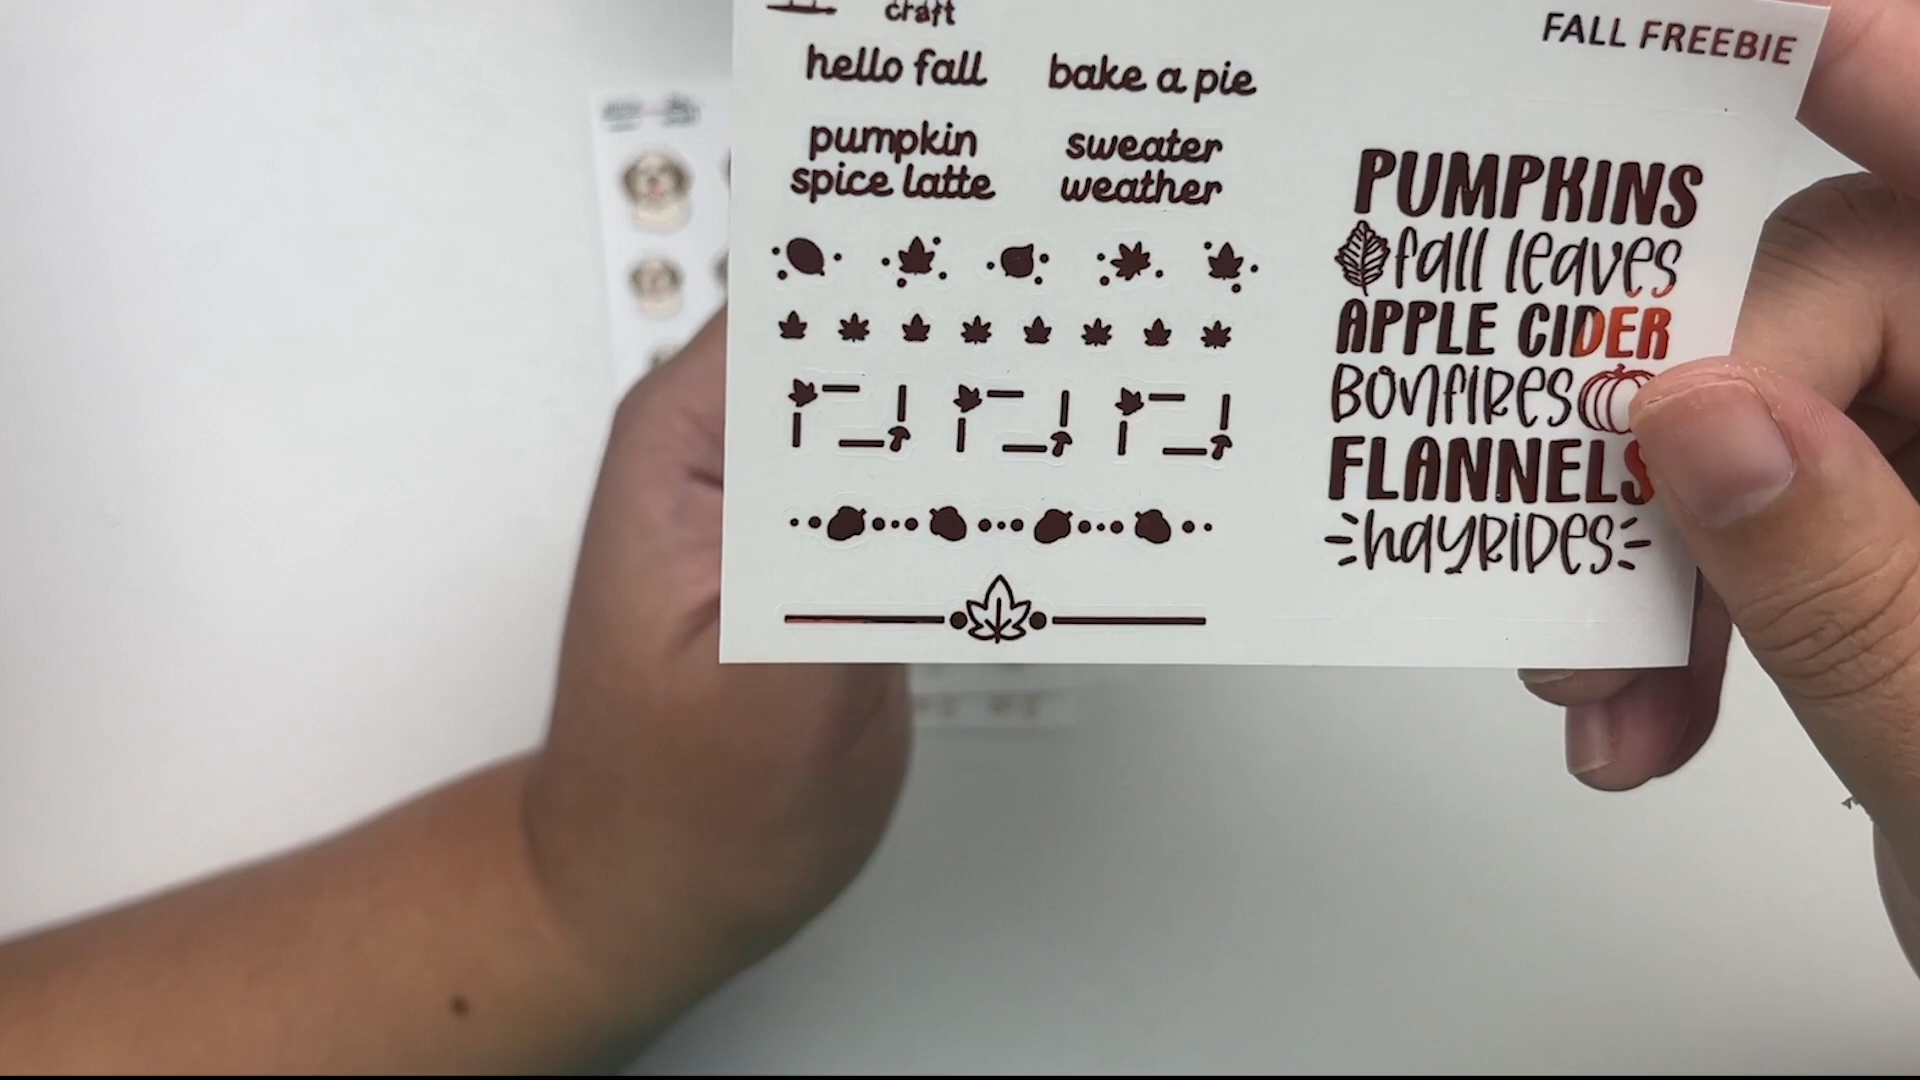 craft
FALL FREEBIE
hello fall
bake a pie
pumpkin
spice latte
sweater
weather
PUMPKINS
fall leaves
APPLE CIDER
BONfIRes
FLANNELS
hayRIDes